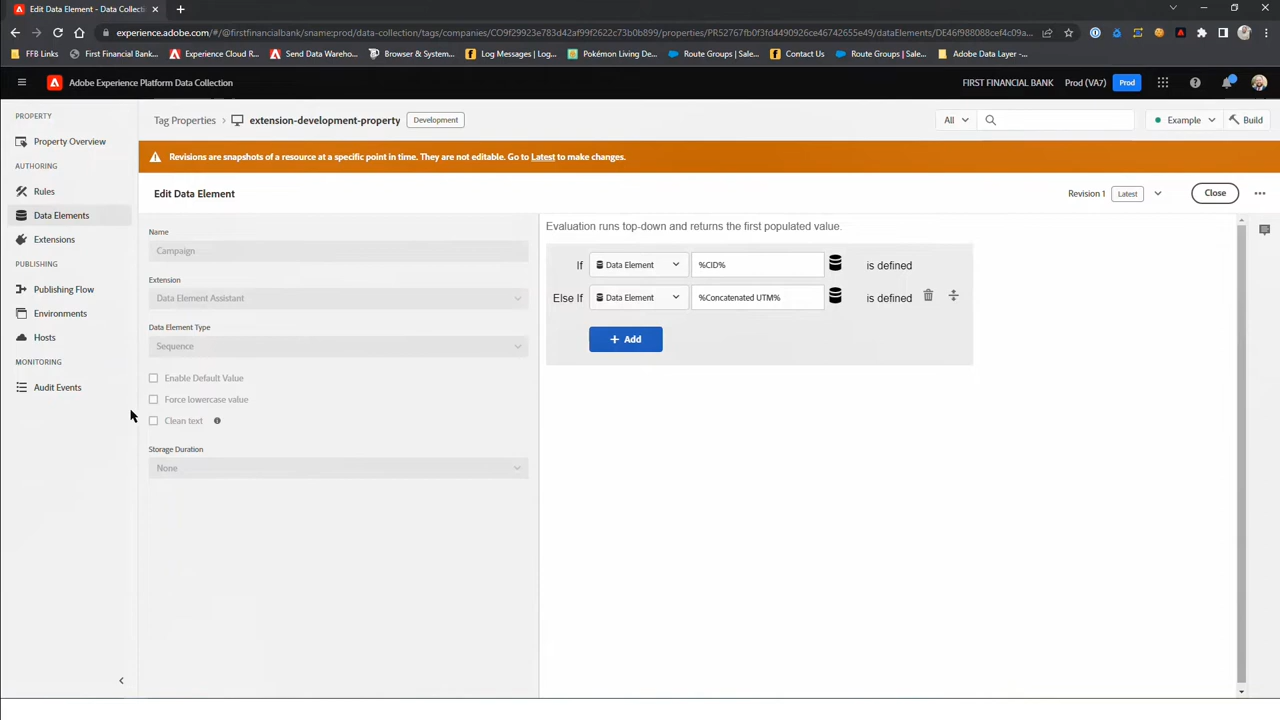 Edit Data Element - Data Collec
experience.adobe.com/#/@firstfinancialbank/sname:prod/data-collection/tags/companies/CO9f29923e783d42af99f2622c3b0b899/properties/PR52767fb0f3fd4490926ce46742655e49/dataElements/DE46f988088cef4c09a...
FFB Links
First Financial Bank...
Experience Cloud R...
Send Data Wareho...
Browser & System...
Log Messages | Log...
Pokémon Living De...
Contact Us
Route Groups | Sale...
Route Groups | Sale...
Adobe Data Layer -...
Adobe Experience Platform Data Collection
FIRST FINANCIAL BANK
Prod (VA7)
Prod
PROPERTY
Property Overview
AUTHORING
Rules
Data Elements
Extensions
PUBLISHING
Publishing Flow
Environments
Hosts
MONITORING
Audit Events
Tag Properties > extension-development-property
Development
All
Example
Build
Revisions are snapshots of a resource at a specific point in time. They are not editable. Go to Latest to make changes.
Edit Data Element
Revision 1
Latest
Close
Name
Campaign
Extension
Data Element Assistant
Data Element Type
Sequence
Enable Default Value
Force lowercase value
Clean text
Storage Duration
None
Evaluation runs top-down and returns the first populated value.
If Data Element %CID% is defined
Else If Data Element %Concatenated UTM% is defined
+ Add